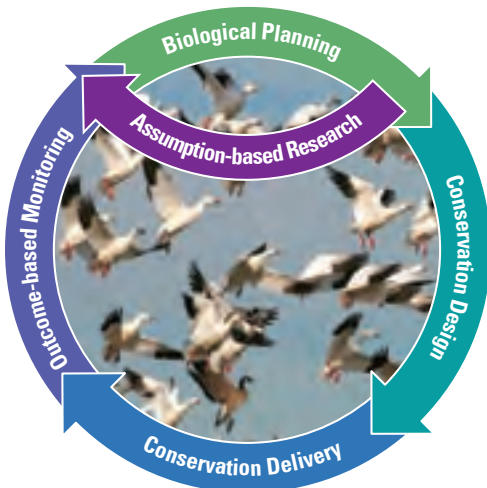 Biological Planning
Assumption-based Research
Conservation Design
Conservation Delivery
Outcome-based Monitoring